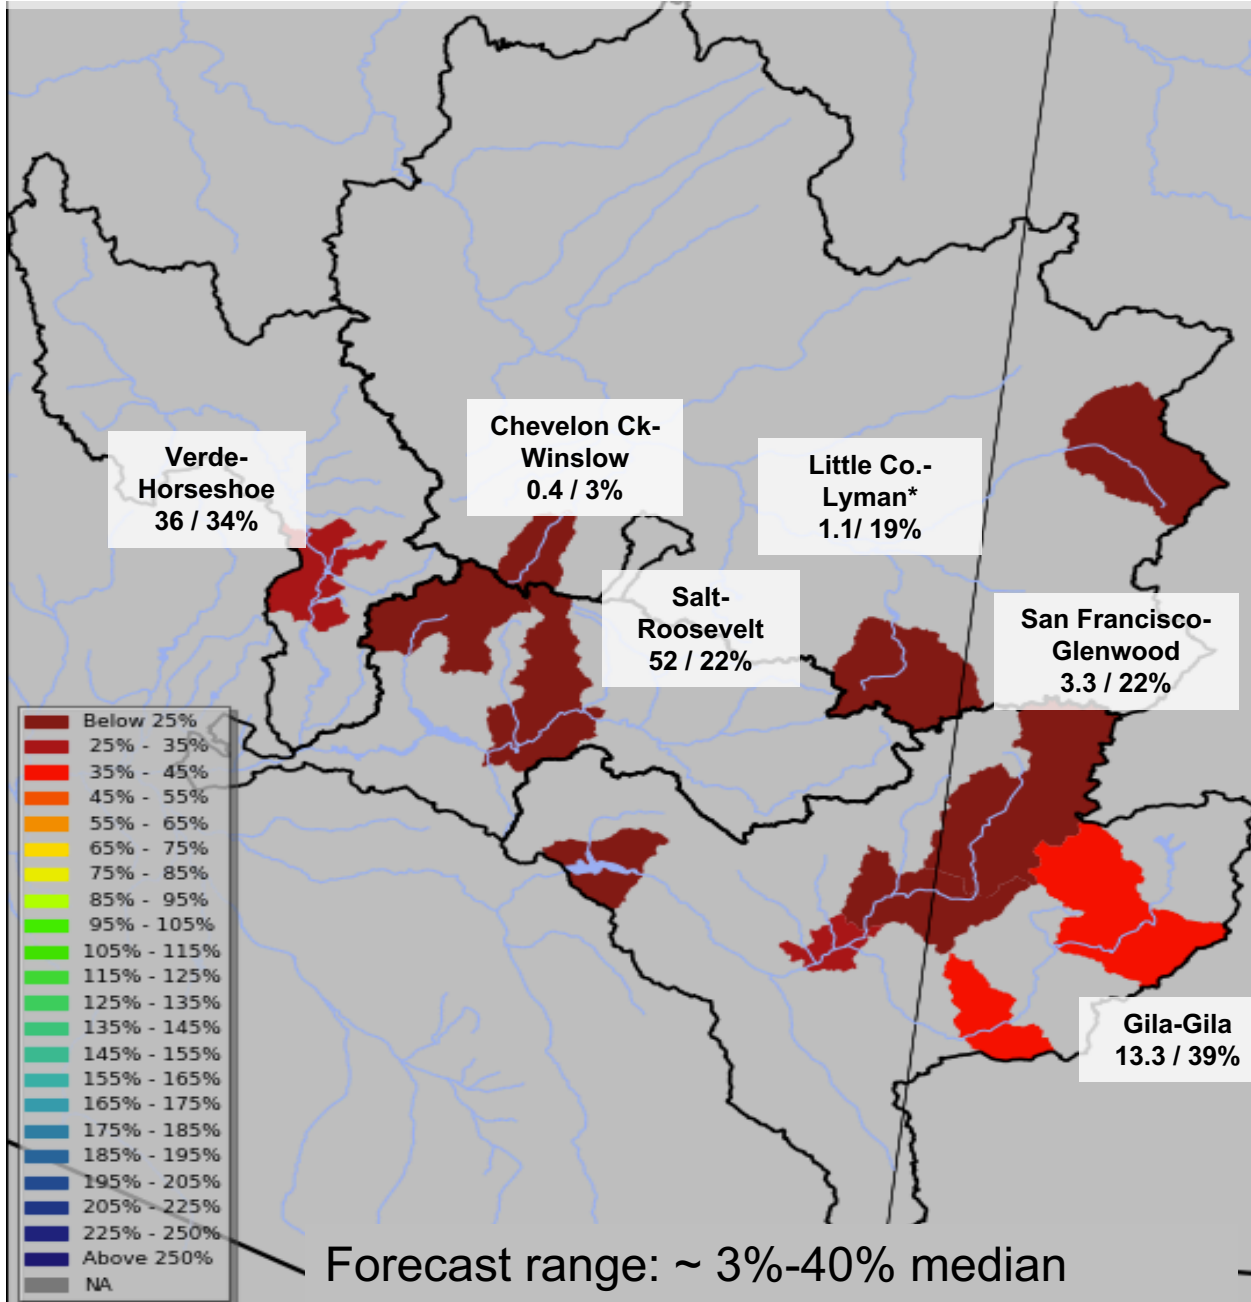 Chevelon Ck-
Winslow
0.4 / 3%
Verde-
Horseshoe
36 / 34%
Little Co.-
Lyman*
1.1/ 19%
Salt-
Roosevelt
52 / 22%
San Francisco-
Glenwood
3.3 / 22%
Gila-Gila
13.3 / 39%
Below 25%
25% - 35%
35% - 45%
45% - 55%
55% - 65%
65% - 75%
75% - 85%
85% - 95%
95% - 105%
105% - 115%
115% - 125%
125% - 135%
135% - 145%
145% - 155%
155% - 165%
165% - 175%
175% - 185%
185% - 195%
195% - 205%
205% - 225%
225% - 250%
Above 250%
NA
Forecast range: ~ 3%-40% median